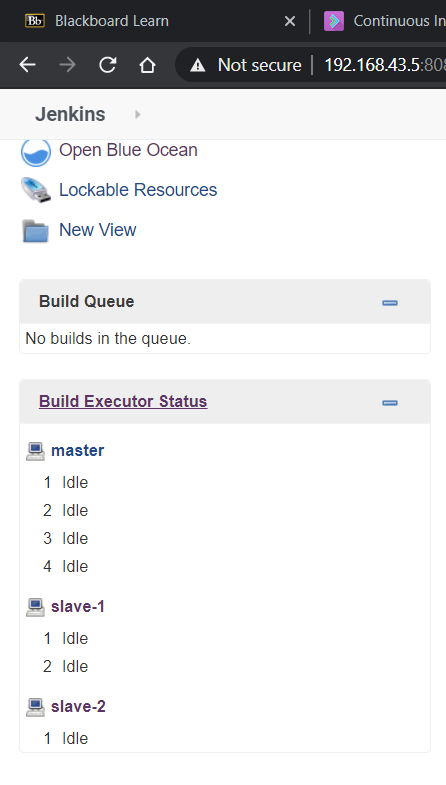 Bb Blackboard Learn
Continuous In
Not secure 192.168.43.5:808
Jenkins
Open Blue Ocean
Lockable Resources
New View
Build Queue
No builds in the queue.
Build Executor Status
master
1 Idle
2 Idle
3 Idle
4 Idle
slave-1
1 Idle
2 Idle
slave-2
1 Idle